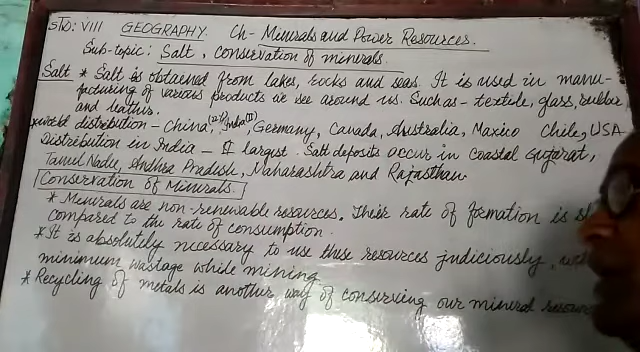 STD: VIII GEOGRAPHY. Ch- Minerals and Power Resources.
Sub-topic: Salt, conservation of minerals.
Salt * Salt is obtained from lakes, rocks and seas. It is used in manu-
facturing of various products we see around us. Such as - textile, glass, rubber
and leather.
* World distribution - China, India (II), Germany, Canada, Australia, Maxico Chile, USA
Distribution in India - II largest. Salt deposits occur in coastal Gujarat,
Tamil Nadu, Andhra Pradesh, Maharashtra and Rajasthan.
Conservation of Minerals.
* Minerals are non-renewable resources. Their rate of formation is
compared to the rate of consumption.
* It is absolutely necessary to use these resources judiciously,
minimum wastage while mining
* Recycling of metals is another way of conserving our mineral